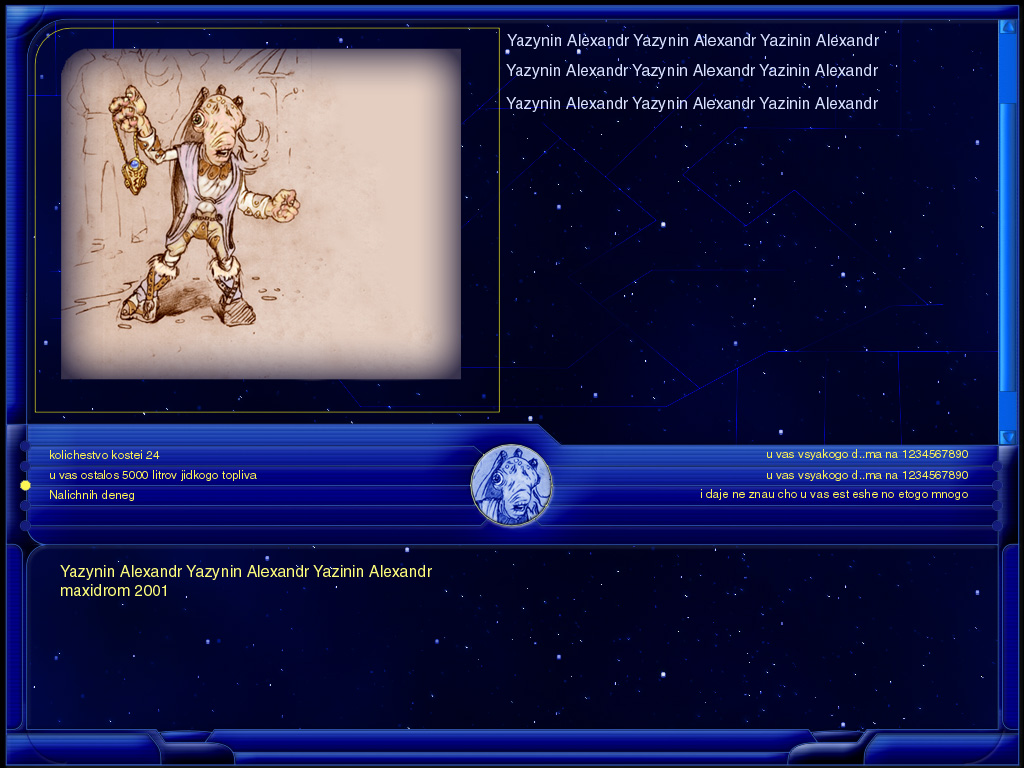 Yazynin Alexandr Yazynin Alexandr Yazinin Alexandr
Yazynin Alexandr Yazynin Alexandr Yazinin Alexandr
Yazynin Alexandr Yazynin Alexandr Yazinin Alexandr
kolichestvo kostei 24
u vas ostalos 5000 litrov jidkogo topliva
Nalichnih deneg
u vas vsyakogo d..ma na 1234567890
u vas vsyakogo d..ma na 1234567890
i daje ne znau cho u vas est eshe no etogo mnogo
Yazynin Alexandr Yazynin Alexandr Yazinin Alexandr
maxidrom 2001